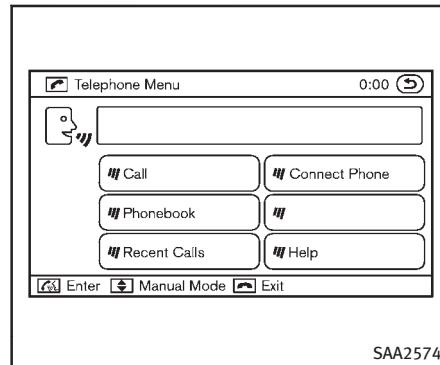 Telephone Menu 0:00
Call Connect Phone
Phonebook
Recent Calls Help
Enter Manual Mode Exit
SAA2574